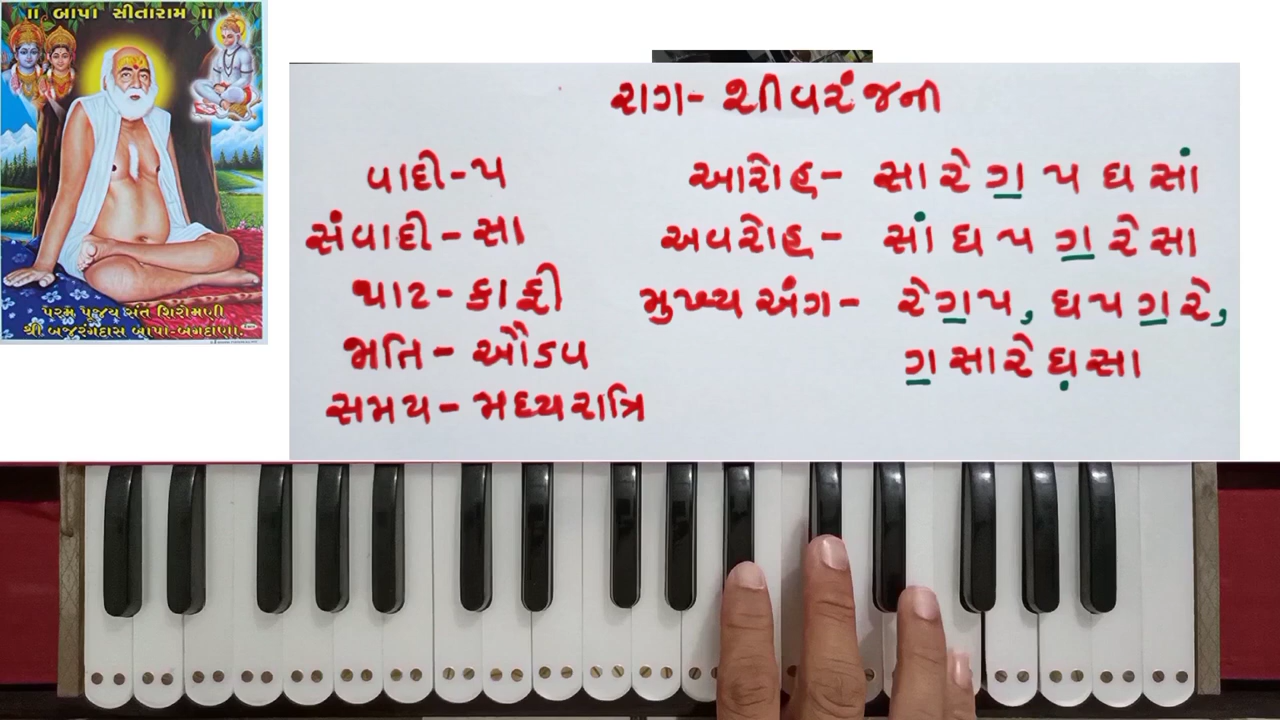 ॥ બાપા સીતારામ ॥
પરમ પૂજ્ય સંત શિરોમણી
શ્રી બજરંગદાસ બાપા-બગદાણા.
રાગ- શીવરંજની
વાદી-પ
સંવાદી-સા
થાટ-કાફી
જાતિ-ઔડવ
સમય-મધ્યરાત્રિ
આરોહ- સા રે ગ॒ પ ધ સાં
અવરોહ- સાં ધ પ ગ॒ રે સા
મુખ્ય અંગ- રે ગ॒ પ, ધ પ ગ॒ રે,
ગ॒ સા રે ધ़ સા